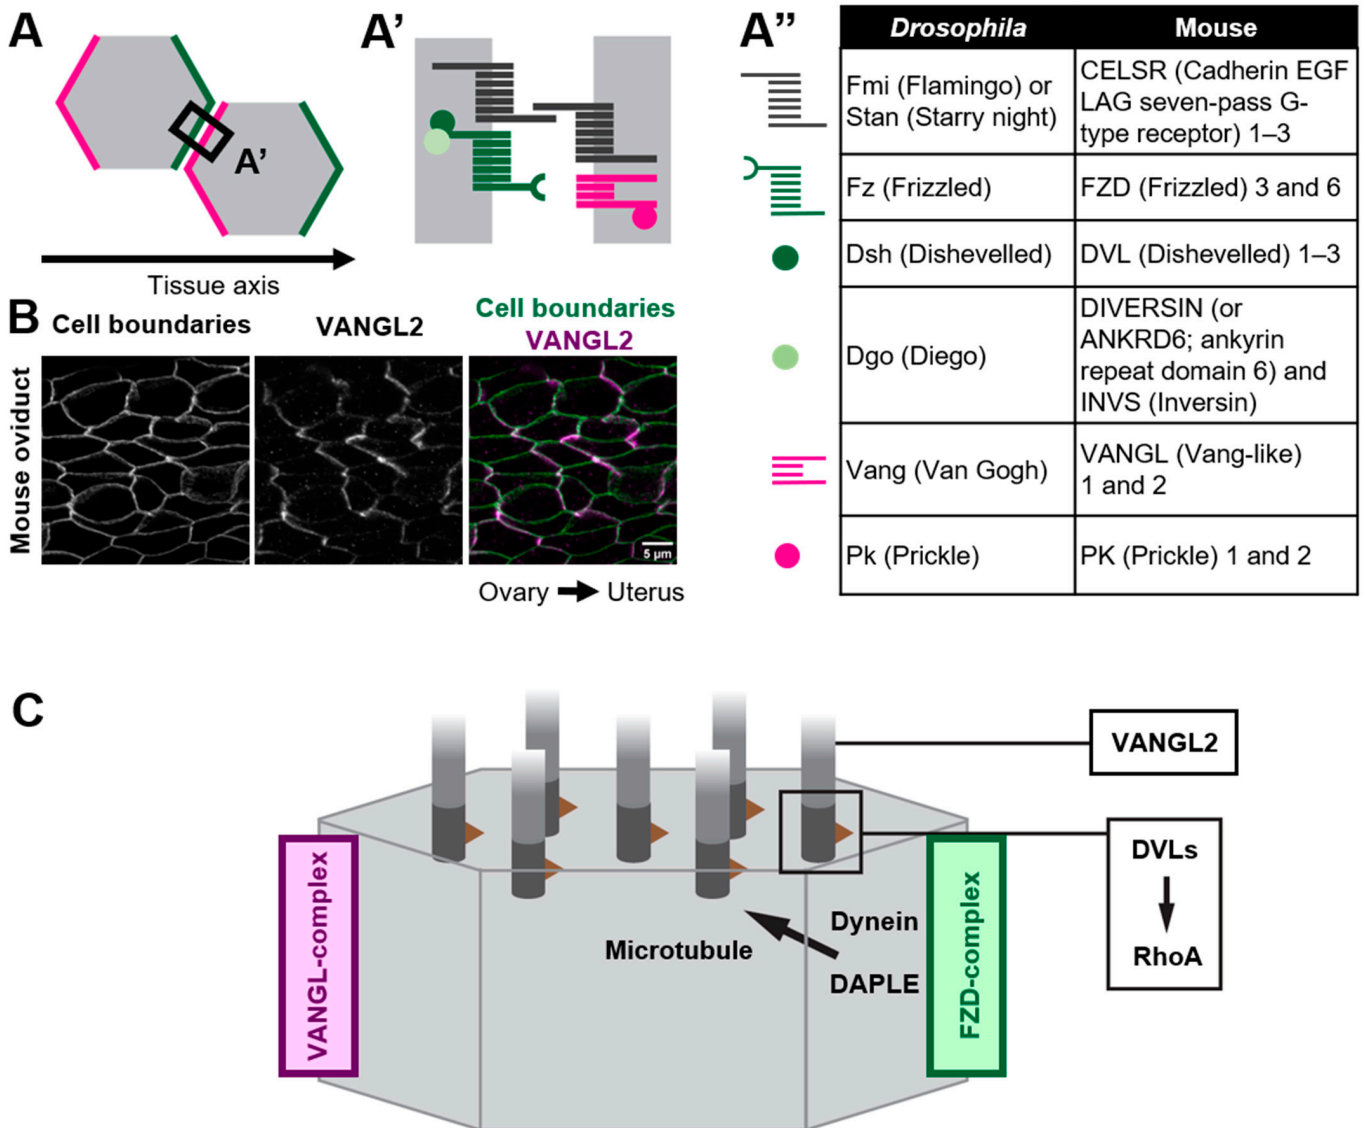 A
A'
Tissue axis
A'
A''
Drosophila
Mouse
Fmi (Flamingo) or
Stan (Starry night)
CELSR (Cadherin EGF
LAG seven-pass G-
type receptor) 1–3
Fz (Frizzled)
FZD (Frizzled) 3 and 6
Dsh (Dishevelled)
DVL (Dishevelled) 1–3
Dgo (Diego)
DIVERSIN (or
ANKRD6; ankyrin
repeat domain 6) and
INVS (Inversin)
Vang (Van Gogh)
VANGL (Vang-like)
1 and 2
Pk (Prickle)
PK (Prickle) 1 and 2
B
Cell boundaries
VANGL2
Cell boundaries
VANGL2
Mouse oviduct
5 µm
Ovary
Uterus
C
VANGL2
DVLs
RhoA
VANGL-complex
Microtubule
Dynein
DAPLE
FZD-complex